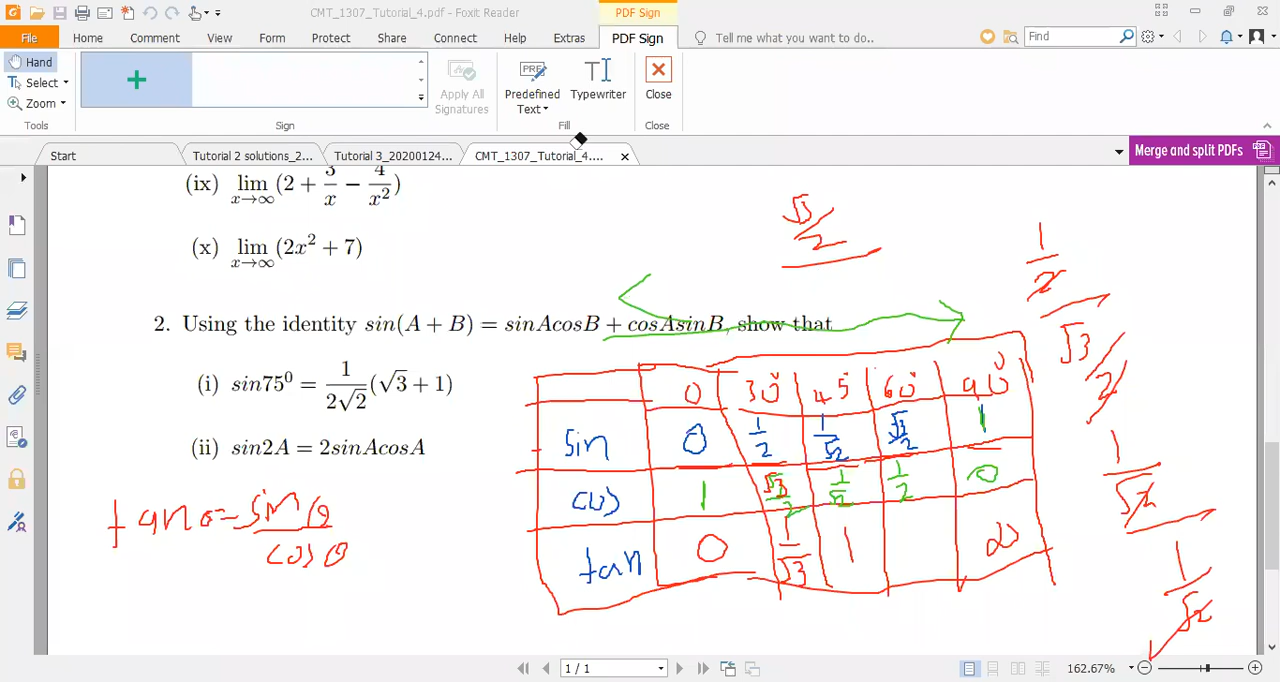 CMT_1307_Tutorial_4.pdf - Foxit Reader
PDF Sign
File Home Comment View Form Protect Share Connect Help Extras PDF Sign Tell me what you want to do.. Find
Hand
Select
Zoom
Tools
Sign
Apply All
Signatures
Predefined
Text
PRE
Typewriter
Fill
Close
Close
Start Tutorial 2 solutions_2... Tutorial 3_20200124... CMT_1307_Tutorial_4.... Merge and split PDFs
(ix) lim x→∞ (2 + 3/x − 4/x²)
√3/2
(x) lim x→∞ (2x² + 7)
1/2
2. Using the identity sin(A + B) = sinAcosB + cosAsinB, show that
√3/2
(i) sin75⁰ = 1/2√2 (√3 + 1)
0 30° 45° 60° 90°
(ii) sin2A = 2sinAcosA
sin 0 1/2 1/√2 √3/2 1
cos 1 √3/2 1/√2 1/2 0
tan 0 1/√3 1 ∞
tanθ = sinθ/cosθ
1/√2
1/√2
1 / 1
162.67%